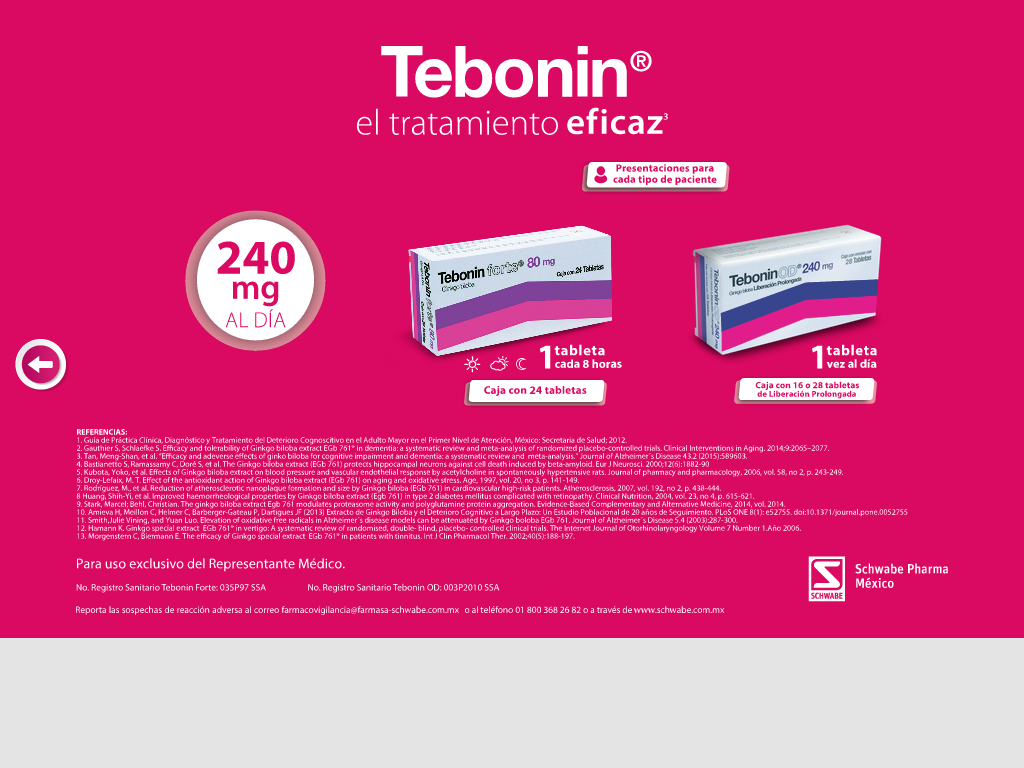 Tebonin®
el tratamiento eficaz³
Presentaciones para
cada tipo de paciente
240
mg
AL DÍA
Tebonin forte® 80 mg
Ginkgo biloba
Caja con 24 Tabletas
Tebonin OD® 240 mg
Ginkgo biloba Liberación Prolongada
28 Tabletas
1 tableta
cada 8 horas
Caja con 24 tabletas
1 tableta
vez al día
Caja con 16 o 28 tabletas
de Liberación Prolongada
REFERENCIAS:
1. Guía de Práctica Clínica, Diagnóstico y Tratamiento del Deterioro Cognoscitivo en el Adulto Mayor en el Primer Nivel de Atención, México: Secretaria de Salud; 2012.
2. Gauthier S, Schlaefke S. Efficacy and tolerability of Ginkgo biloba extract EGb 761® in dementia: a systematic review and meta-analysis of randomized placebo-controlled trials. Clinical Interventions in Aging. 2014;9:2065–2077.
3. Tan, Meng-Shan, et al. "Efficacy and adeverse effects of ginko biloba for cognitive impairment and dementia: a systematic review and meta-analysis." Journal of Alzheimer´s Disease 43.2 (2015):589603.
4. Bastianetto S, Ramassamy C, Doré S, et al. The Ginkgo biloba extract (EGb 761) protects hippocampal neurons against cell death induced by beta-amyloid. Eur J Neurosci. 2000;12(6):1882-90
5. Kubota, Yoko, et al. Effects of Ginkgo biloba extract on blood pressure and vascular endothelial response by acetylcholine in spontaneously hypertensive rats. Journal of pharmacy and pharmacology, 2006, vol. 58, no 2, p. 243-249.
6. Droy-Lefaix, M. T. Effect of the antioxidant action of Ginkgo biloba extract (EGb 761) on aging and oxidative stress. Age, 1997, vol. 20, no 3, p. 141-149.
7. Rodríguez, M., et al. Reduction of atherosclerotic nanoplaque formation and size by Ginkgo biloba (EGb 761) in cardiovascular high-risk patients. Atherosclerosis, 2007, vol. 192, no 2, p. 438-444.
8 Huang, Shih-Yi, et al. Improved haemorheological properties by Ginkgo biloba extract (EGb 761) in type 2 diabetes mellitus complicated with retinopathy. Clinical Nutrition, 2004, vol. 23, no 4, p. 615-621.
9. Stark, Marcel; Behl, Christian. The ginkgo biloba extract Egb 761 modulates proteasome activity and polyglutamine protein aggregation. Evidence-Based Complementary and Alternative Medicine, 2014, vol. 2014.
10. Amieva H, Meillon C, Helmer C, Barberger-Gateau P, Dartigues JF (2013) Extracto de Ginkgo Biloba y el Deterioro Cognitivo a Largo Plazo: Un Estudio Poblacional de 20 años de Seguimiento. PLoS ONE 8(1): e52755. doi:10.1371/journal.pone.0052755
11. Smith,Julie Vining, and Yuan Luo. Elevation of oxidative free radicals in Alzheimer´s disease models can be attenuated by Ginkgo boloba EGb 761. Journal of Alzheimer´s Disease 5.4 (2003):287-300.
12. Hamann K. Ginkgo special extract EGb 761® in vertigo: A systematic review of randomised, double- blind, placebo- controlled clinical trials. The Internet Journal of Otorhinolaryngology Volume 7 Number 1.Año 2006.
13. Morgenstern C, Biermann E. The efficacy of Ginkgo special extract EGb 761® in patients with tinnitus. Int J Clin Pharmacol Ther. 2002;40(5):188-197.
Para uso exclusivo del Representante Médico.
No. Registro Sanitario Tebonin Forte: 035P97 SSA No. Registro Sanitario Tebonin OD: 003P2010 SSA
Reporta las sospechas de reacción adversa al correo farmacovigilancia@farmasa-schwabe.com.mx o al teléfono 01 800 368 26 82 o a través de www.schwabe.com.mx
SCHWABE
Schwabe Pharma
México